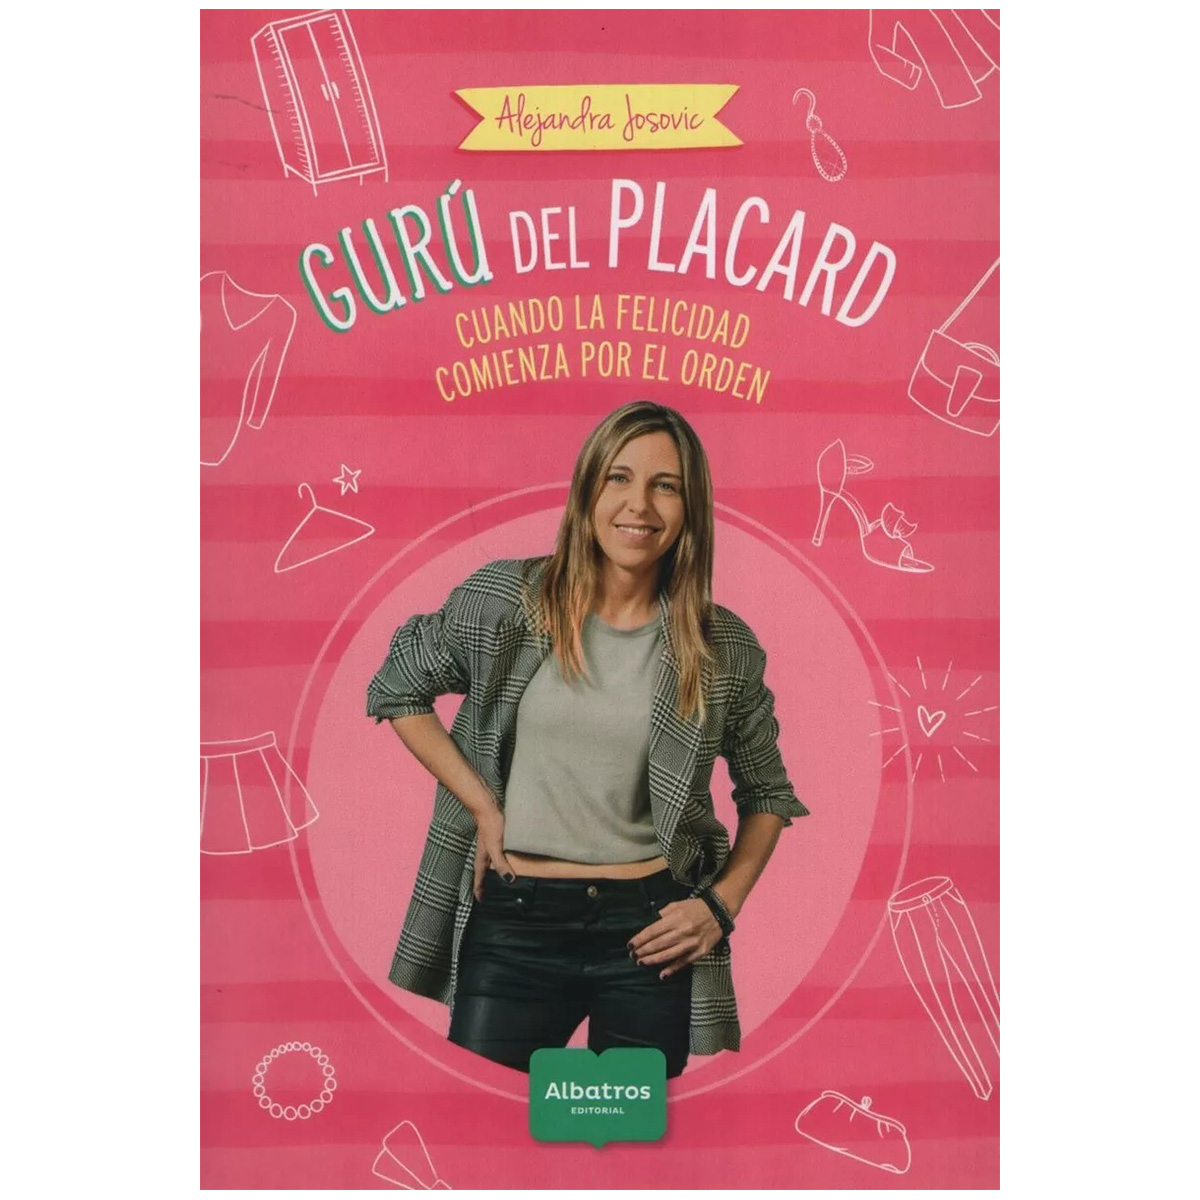 Alejandra Josovic
GURÚ DEL PLACARD
CUANDO LA FELICIDAD
COMIENZA POR EL ORDEN
Albatros
EDITORIAL